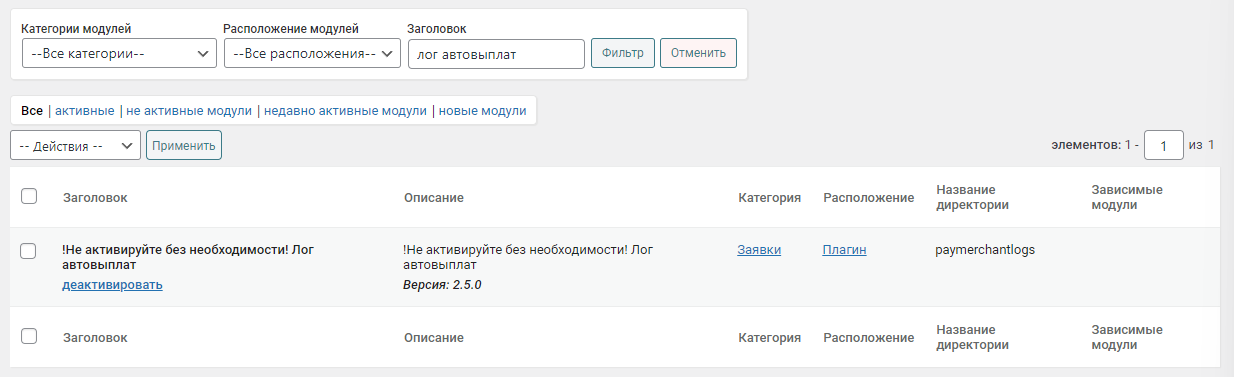 Категории модулей Расположение модулей Заголовок
--Все категории-- --Все расположения-- лог автовыплат Фильтр Отменить
Все | активные | не активные модули | недавно активные модули | новые модули
-- Действия -- Применить элементов: 1 - 1 из 1
Заголовок Описание Категория Расположение Название директории Зависимые модули
!Не активируйте без необходимости! Лог
автовыплат
деактивировать
!Не активируйте без необходимости! Лог
автовыплат
Версия: 2.5.0
Заявки Плагин paymerchantlogs
Заголовок Описание Категория Расположение Название директории Зависимые модули